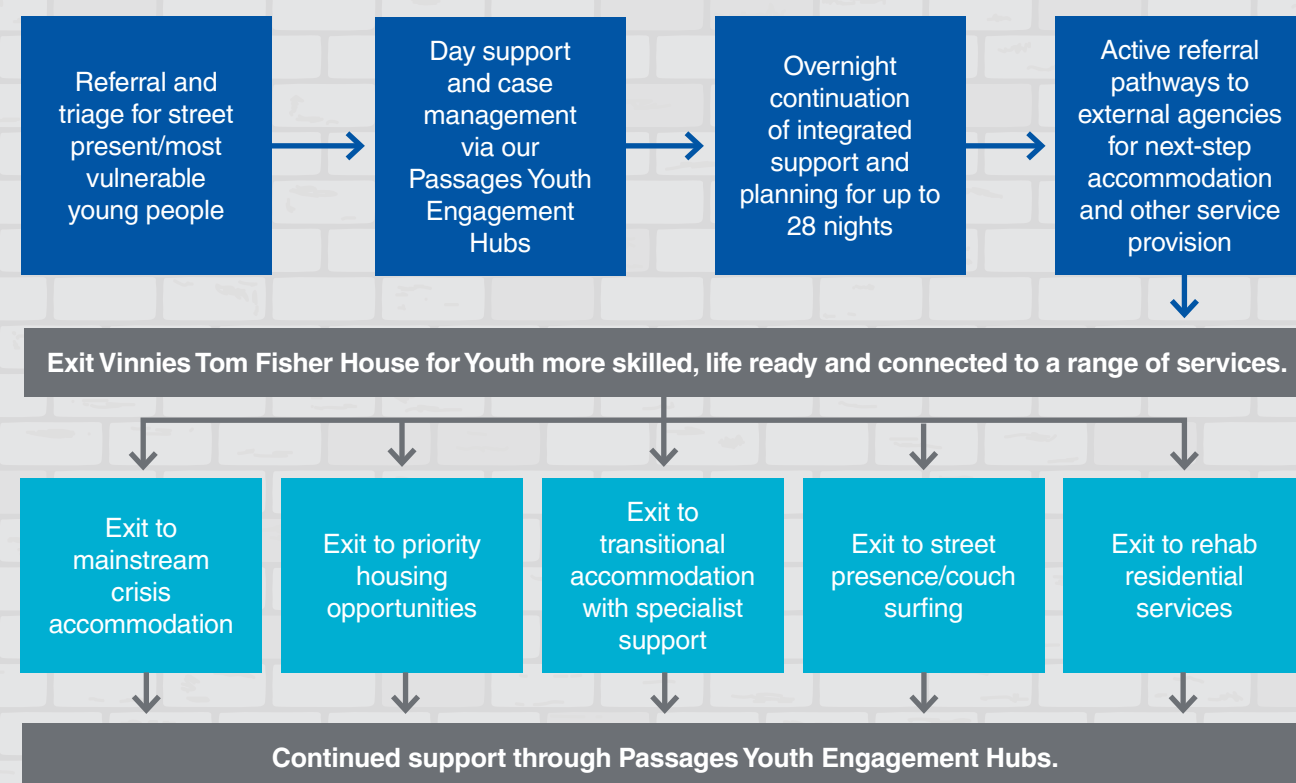 Referral and
triage for street
present/most
vulnerable
young people
Day support
and case
management
via our
Passages Youth
Engagement
Hubs
Overnight
continuation
of integrated
support and
planning for up to
28 nights
Active referral
pathways to
external agencies
for next-step
accommodation
and other service
provision
Exit Vinnies Tom Fisher House for Youth more skilled, life ready and connected to a range of services.
Exit to
mainstream
crisis
accommodation
Exit to priority
housing
opportunities
Exit to
transitional
accommodation
with specialist
support
Exit to street
presence/couch
surfing
Exit to rehab
residential
services
Continued support through Passages Youth Engagement Hubs.